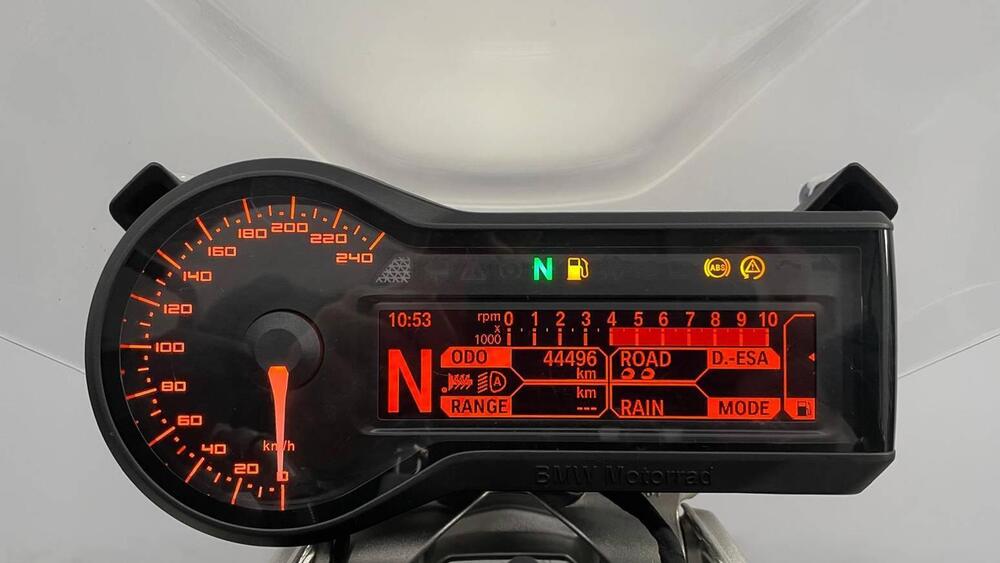 240
220
200
180
160
140
120
100
80
60
40
20
0
km/h
N
ABS
10:53
rpm
x
1000
0 1 2 3 4 5 6 7 8 9 10
N
ODO 44496
km
ROAD D.-ESA
A
km
RANGE ---
RAIN MODE
BMW Motorrad